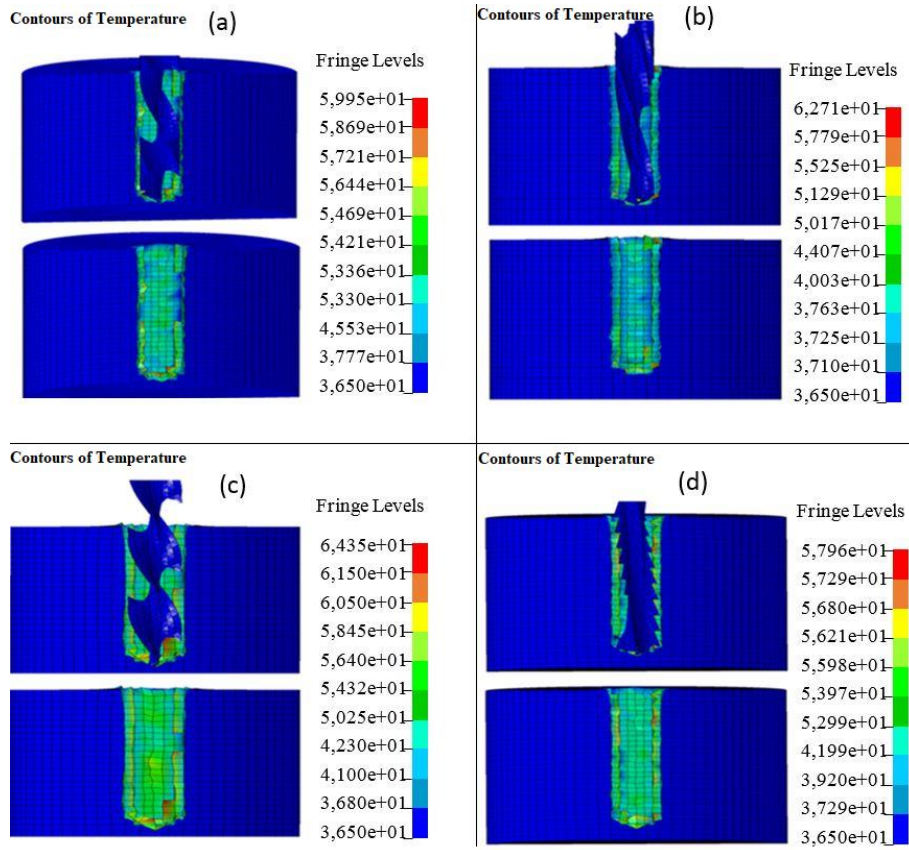 Contours of Temperature
(a)
Fringe Levels
5,995e+01
5,869e+01
5,721e+01
5,644e+01
5,469e+01
5,421e+01
5,336e+01
5,330e+01
4,553e+01
3,777e+01
3,650e+01
Contours of Temperature
(b)
Fringe Levels
6,271e+01
5,779e+01
5,525e+01
5,129e+01
5,017e+01
4,407e+01
4,003e+01
3,763e+01
3,725e+01
3,710e+01
3,650e+01
Contours of Temperature
(c)
Fringe Levels
6,435e+01
6,150e+01
6,050e+01
5,845e+01
5,640e+01
5,432e+01
5,025e+01
4,230e+01
4,100e+01
3,680e+01
3,650e+01
Contours of Temperature
(d)
Fringe Levels
5,796e+01
5,729e+01
5,680e+01
5,621e+01
5,598e+01
5,397e+01
5,299e+01
4,199e+01
3,920e+01
3,729e+01
3,650e+01